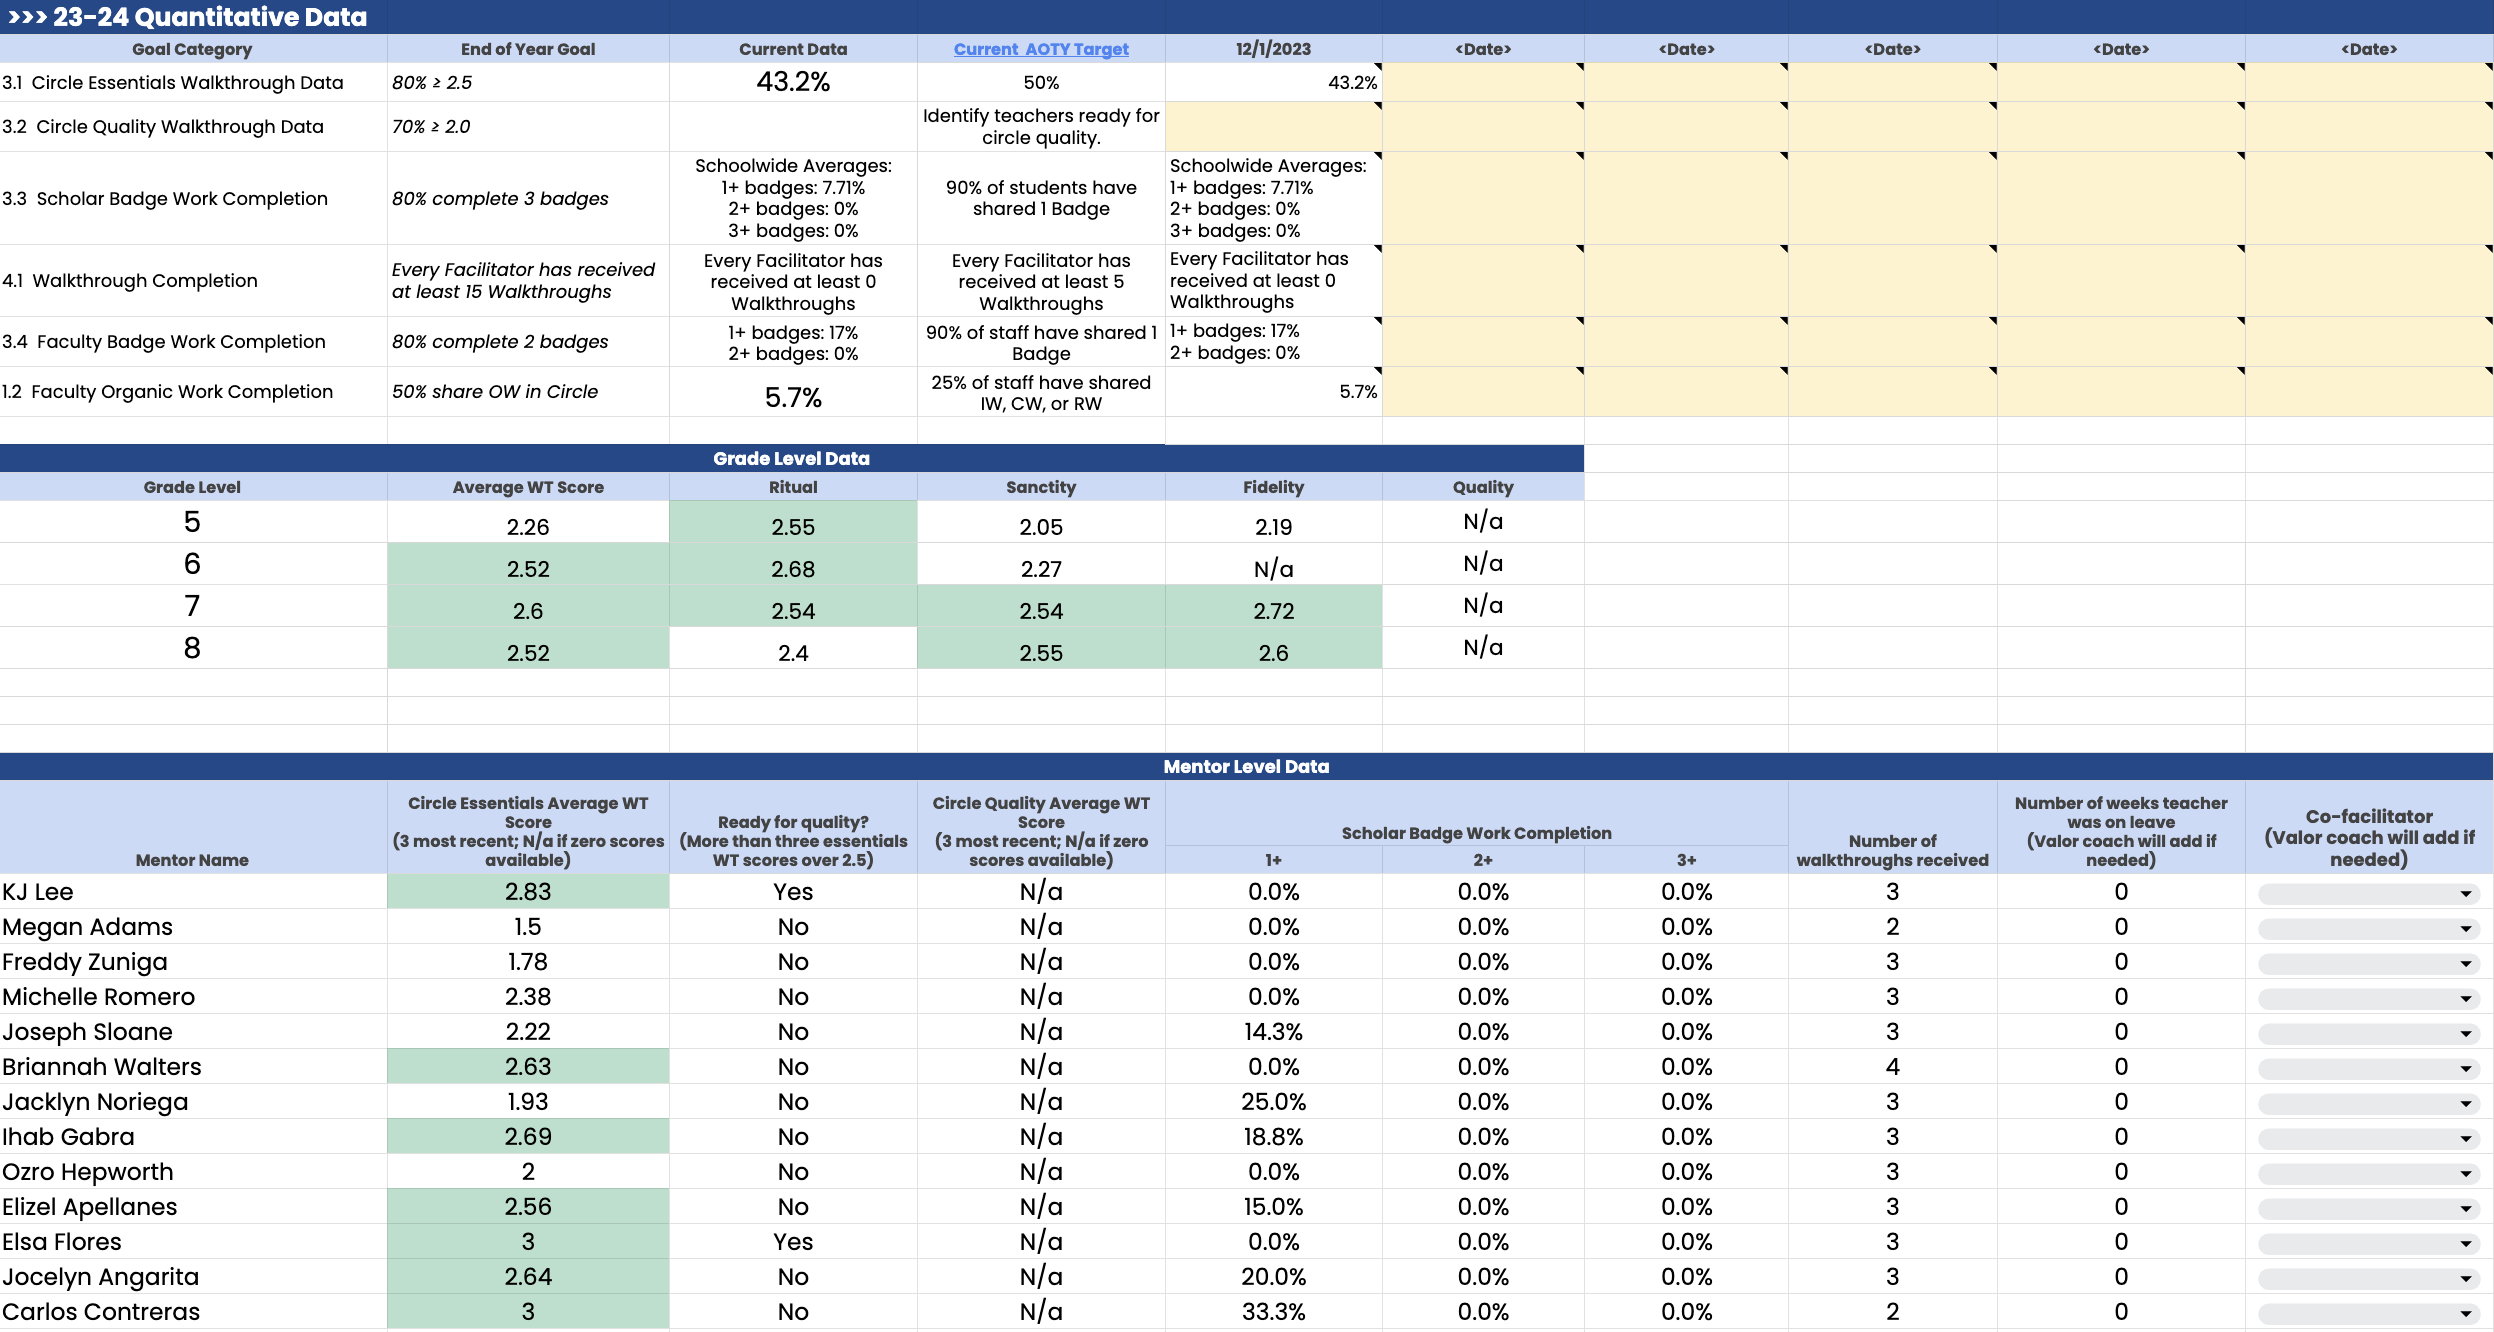 >>> 23-24 Quantitative Data
Goal Category End of Year Goal Current Data Current AOTY Target 12/1/2023 <Date> <Date> <Date> <Date> <Date>
3.1 Circle Essentials Walkthrough Data 80% ≥ 2.5 43.2% 50% 43.2%
3.2 Circle Quality Walkthrough Data 70% ≥ 2.0 Identify teachers ready for
circle quality.
3.3 Scholar Badge Work Completion 80% complete 3 badges
Schoolwide Averages:
1+ badges: 7.71%
2+ badges: 0%
3+ badges: 0%
90% of students have
shared 1 Badge
Schoolwide Averages:
1+ badges: 7.71%
2+ badges: 0%
3+ badges: 0%
4.1 Walkthrough Completion
Every Facilitator has received
at least 15 Walkthroughs
Every Facilitator has
received at least 0
Walkthroughs
Every Facilitator has
received at least 5
Walkthroughs
Every Facilitator has
received at least 0
Walkthroughs
3.4 Faculty Badge Work Completion 80% complete 2 badges
1+ badges: 17%
2+ badges: 0%
90% of staff have shared 1
Badge
1+ badges: 17%
2+ badges: 0%
1.2 Faculty Organic Work Completion 50% share OW in Circle 5.7%
25% of staff have shared
IW, CW, or RW
5.7%
Grade Level Data
Grade Level Average WT Score Ritual Sanctity Fidelity Quality
5 2.26 2.55 2.05 2.19 N/a
6 2.52 2.68 2.27 N/a N/a
7 2.6 2.54 2.54 2.72 N/a
8 2.52 2.4 2.55 2.6 N/a
Mentor Level Data
Mentor Name
Circle Essentials Average WT
Score
(3 most recent; N/a if zero scores
available)
Ready for quality?
(More than three essentials
WT scores over 2.5)
Circle Quality Average WT
Score
(3 most recent; N/a if zero
scores available)
Scholar Badge Work Completion
1+ 2+ 3+
Number of
walkthroughs received
Number of weeks teacher
was on leave
(Valor coach will add if
needed)
Co-facilitator
(Valor coach will add if
needed)
KJ Lee 2.83 Yes N/a 0.0% 0.0% 0.0% 3 0
Megan Adams 1.5 No N/a 0.0% 0.0% 0.0% 2 0
Freddy Zuniga 1.78 No N/a 0.0% 0.0% 0.0% 3 0
Michelle Romero 2.38 No N/a 0.0% 0.0% 0.0% 3 0
Joseph Sloane 2.22 No N/a 14.3% 0.0% 0.0% 3 0
Briannah Walters 2.63 No N/a 0.0% 0.0% 0.0% 4 0
Jacklyn Noriega 1.93 No N/a 25.0% 0.0% 0.0% 3 0
Ihab Gabra 2.69 No N/a 18.8% 0.0% 0.0% 3 0
Ozro Hepworth 2 No N/a 0.0% 0.0% 0.0% 3 0
Elizel Apellanes 2.56 No N/a 15.0% 0.0% 0.0% 3 0
Elsa Flores 3 Yes N/a 0.0% 0.0% 0.0% 3 0
Jocelyn Angarita 2.64 No N/a 20.0% 0.0% 0.0% 3 0
Carlos Contreras 3 No N/a 33.3% 0.0% 0.0% 2 0